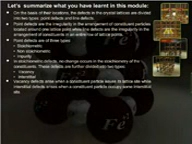 Let's summarize what you have learnt in this module:
On the basis of their locations, the defects in the crystal lattices are divided
into two types: point defects and line defects.
Point defects are the irregularity in the arrangement of constituent particles
located around one lattice point while line defects are the irregularity in the
arrangement of constituents in an entire row of lattice points.
Point defects are of three types
Stoichiometric
Non stoichiometric
Impurity
In stoichiometric defects, no change occurs in the stoichiometry of the
constituents. These defects are further divided into two types:
Vacancy
Interstitial
Vacancy defects arise when a constituent particle leaves its lattice site while
interstitial defects arises when a constituent particle occupies some interstitial
site.